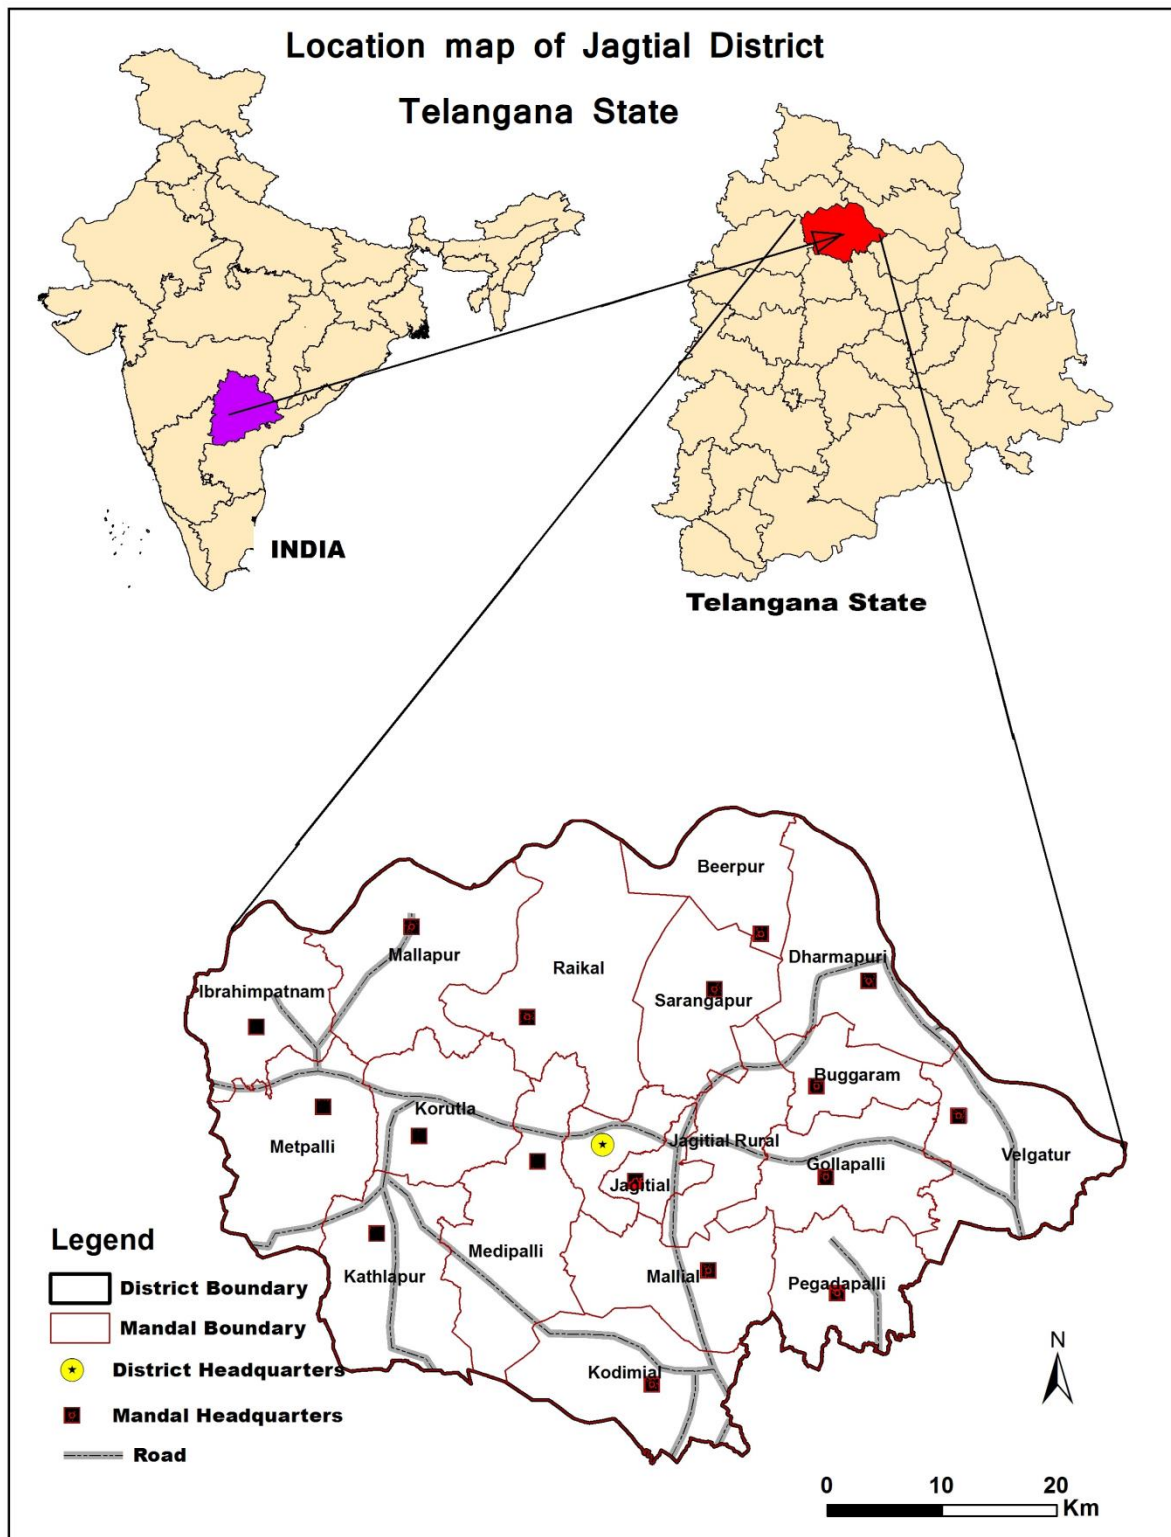 Location map of Jagtial District
Telangana State
INDIA
Telangana State
Beerpur
Mallapur
Raikal
Dharmapuri
Ibrahimpatnam
Sarangapur
Buggaram
Korutla
Metpalli
Jagitial Rural
Gollapalli
Velgatur
Jagitial
Medipalli
Kathlapur
Mallial
Pegadapalli
Kodimial
Legend
District Boundary
Mandal Boundary
District Headquarters
Mandal Headquarters
Road
N
0 10 20
Km